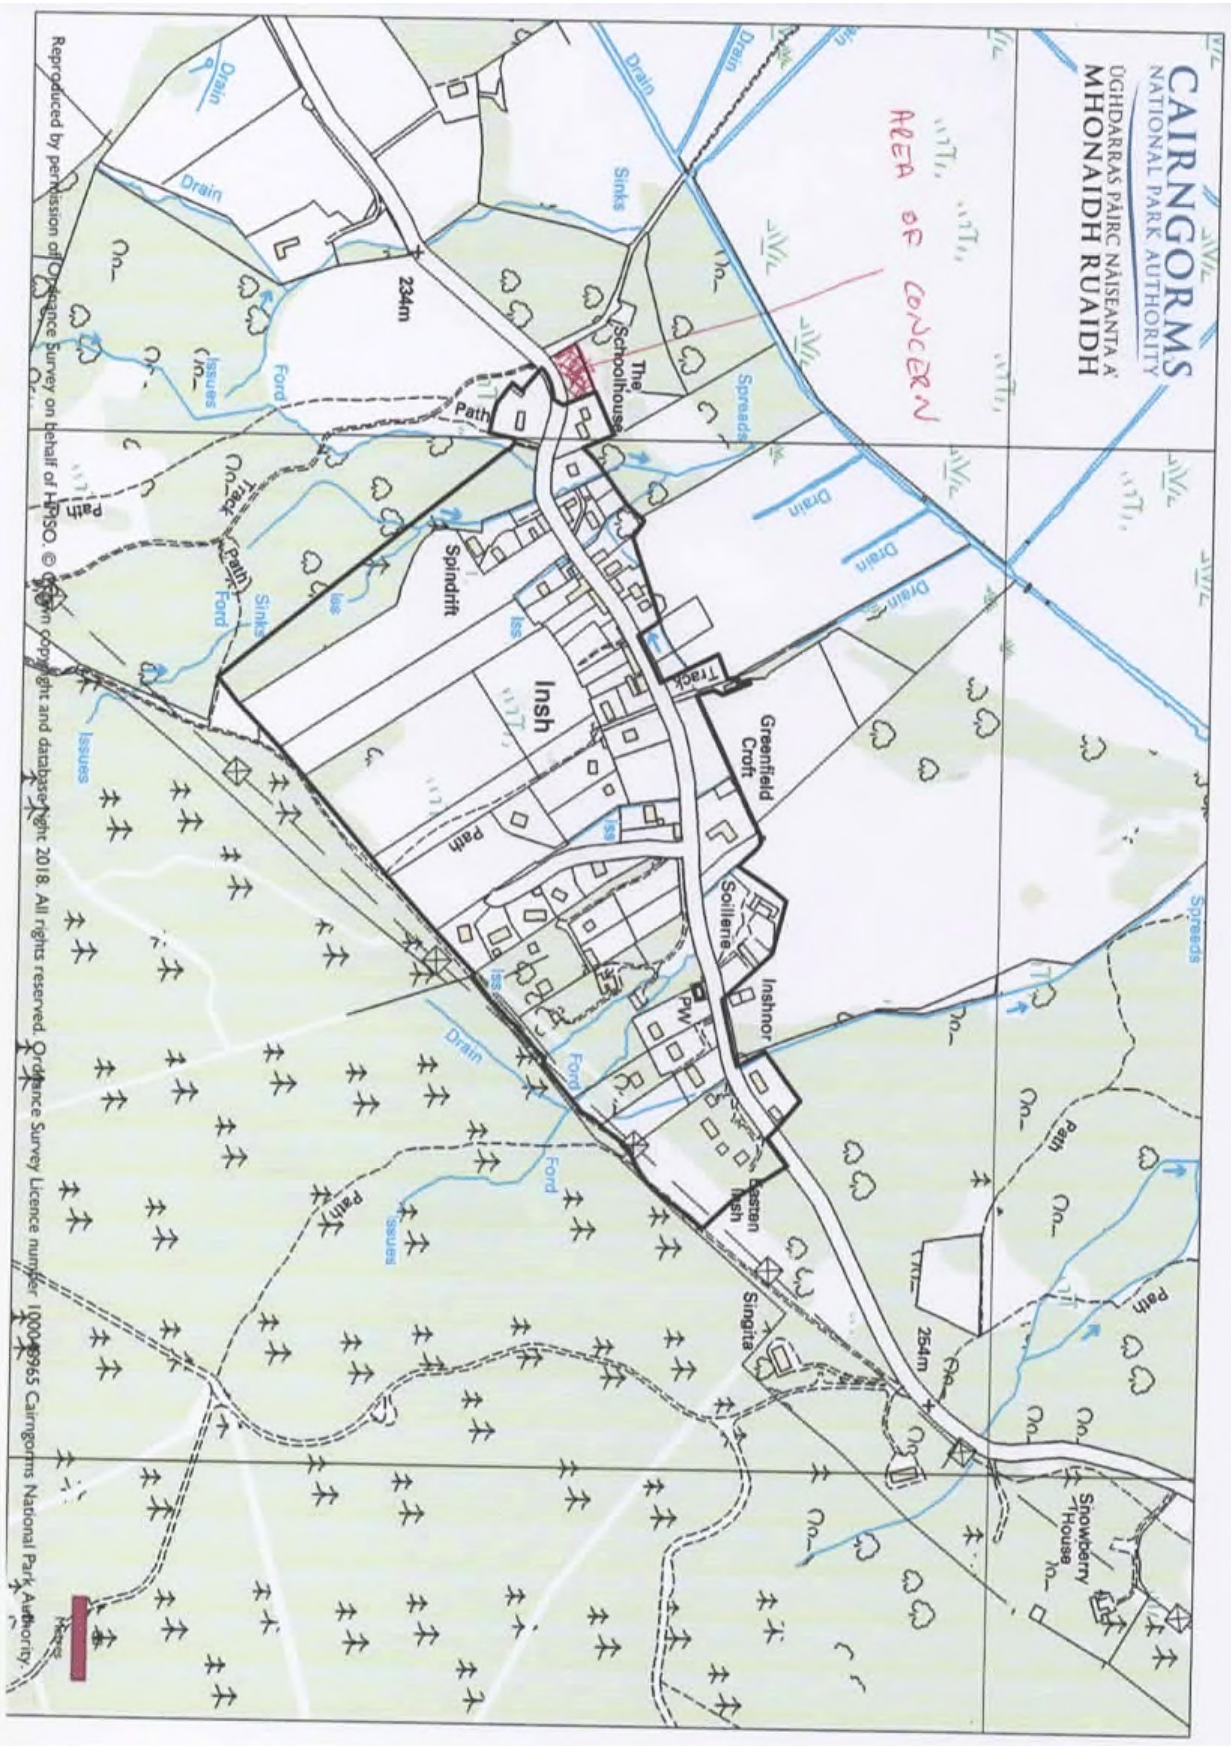 CAIRNGORMS
NATIONAL PARK AUTHORITY
ÙGHDARRAS PÀIRC NÀISEANTA A'
MHONAIDH RUAIDH
AREA OF CONCERN
Drain
Drain
Drain
Sinks
Drain
234m
The
Schoolhouse
Spreads
Issues
Ford
Path
Track
Path
Path
Ford
Sinks
Iss
Issues
Spindrift
Iss
Insh
Drain
Drain
Drain
Track
Greenfield
Croft
Path
Iss
Soillerie
Inshnor
PW
Iss
Drain
Ford
Ford
Issues
Path
Easten
Insh
Singita
Spreads
Path
Path
254m
Snowberry
House
Metres
Reproduced by permission of Ordnance Survey on behalf of HMSO. © Crown copyright and database right 2018. All rights reserved. Ordnance Survey Licence number 100040965 Cairngorms National Park Authority.